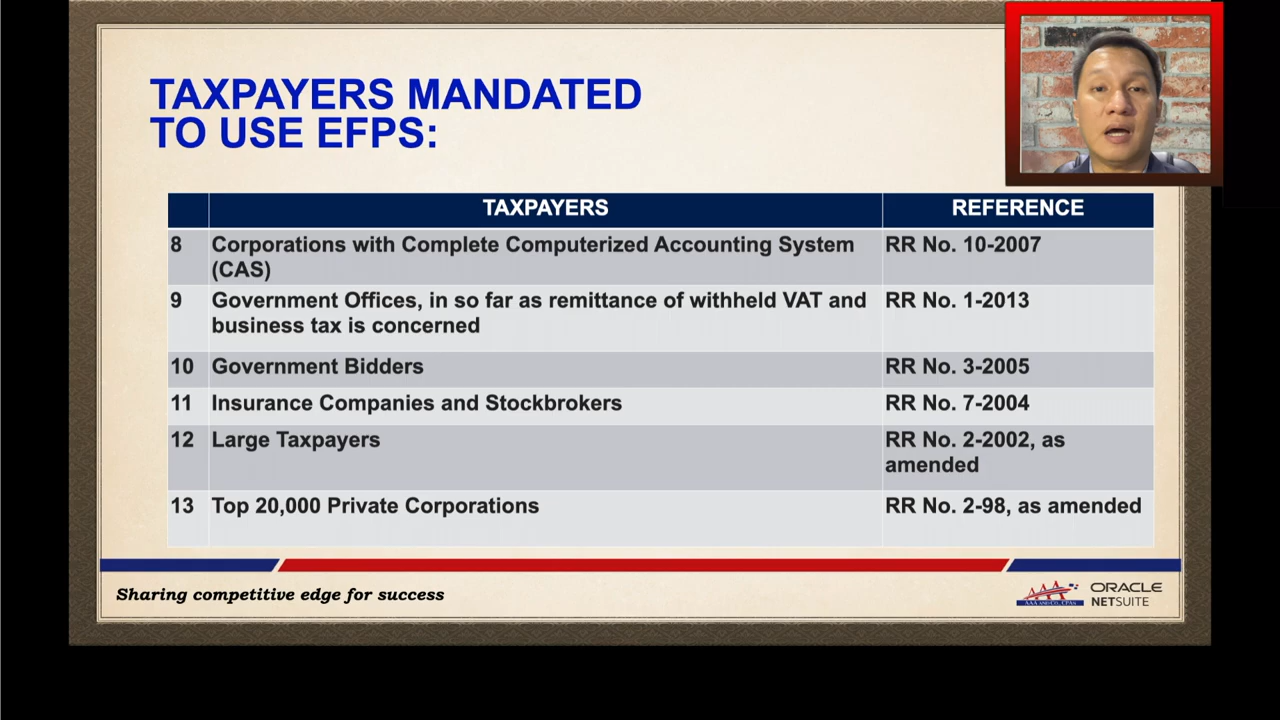 TAXPAYERS MANDATED
TO USE EFPS:
TAXPAYERS REFERENCE
8 Corporations with Complete Computerized Accounting System RR No. 10-2007
(CAS)
9 Government Offices, in so far as remittance of withheld VAT and RR No. 1-2013
business tax is concerned
10 Government Bidders RR No. 3-2005
11 Insurance Companies and Stockbrokers RR No. 7-2004
12 Large Taxpayers RR No. 2-2002, as
amended
13 Top 20,000 Private Corporations RR No. 2-98, as amended
Sharing competitive edge for success
AAA AND CO., CPAs
ORACLE
NETSUITE